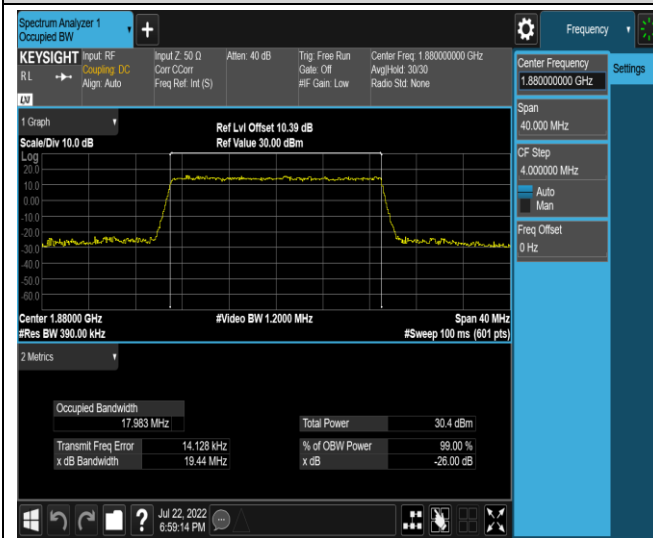 Spectrum Analyzer 1
Occupied BW
+
Frequency
KEYSIGHT
RL
LXI
Input: RF
Coupling: DC
Align: Auto
Input Z: 50 Ω
Corr CCorr
Freq Ref: Int (S)
Atten: 40 dB
Trig: Free Run
Gate: Off
#IF Gain: Low
Center Freq: 1.880000000 GHz
Avg|Hold: 30/30
Radio Std: None
Center Frequency
1.880000000 GHz
Settings
Span
40.000 MHz
CF Step
4.000000 MHz
Auto
Man
Freq Offset
0 Hz
1 Graph
Scale/Div 10.0 dB
Ref Lvl Offset 10.39 dB
Ref Value 30.00 dBm
Log
20.0
10.0
0.00
-10.0
-20.0
-30.0
-40.0
-50.0
-60.0
Center 1.88000 GHz
#Res BW 390.00 kHz
#Video BW 1.2000 MHz
Span 40 MHz
#Sweep 100 ms (601 pts)
2 Metrics
Occupied Bandwidth
17.983 MHz
Total Power 30.4 dBm
Transmit Freq Error 14.128 kHz
% of OBW Power 99.00 %
x dB Bandwidth 19.44 MHz
x dB -26.00 dB
?
Jul 22, 2022
6:59:14 PM